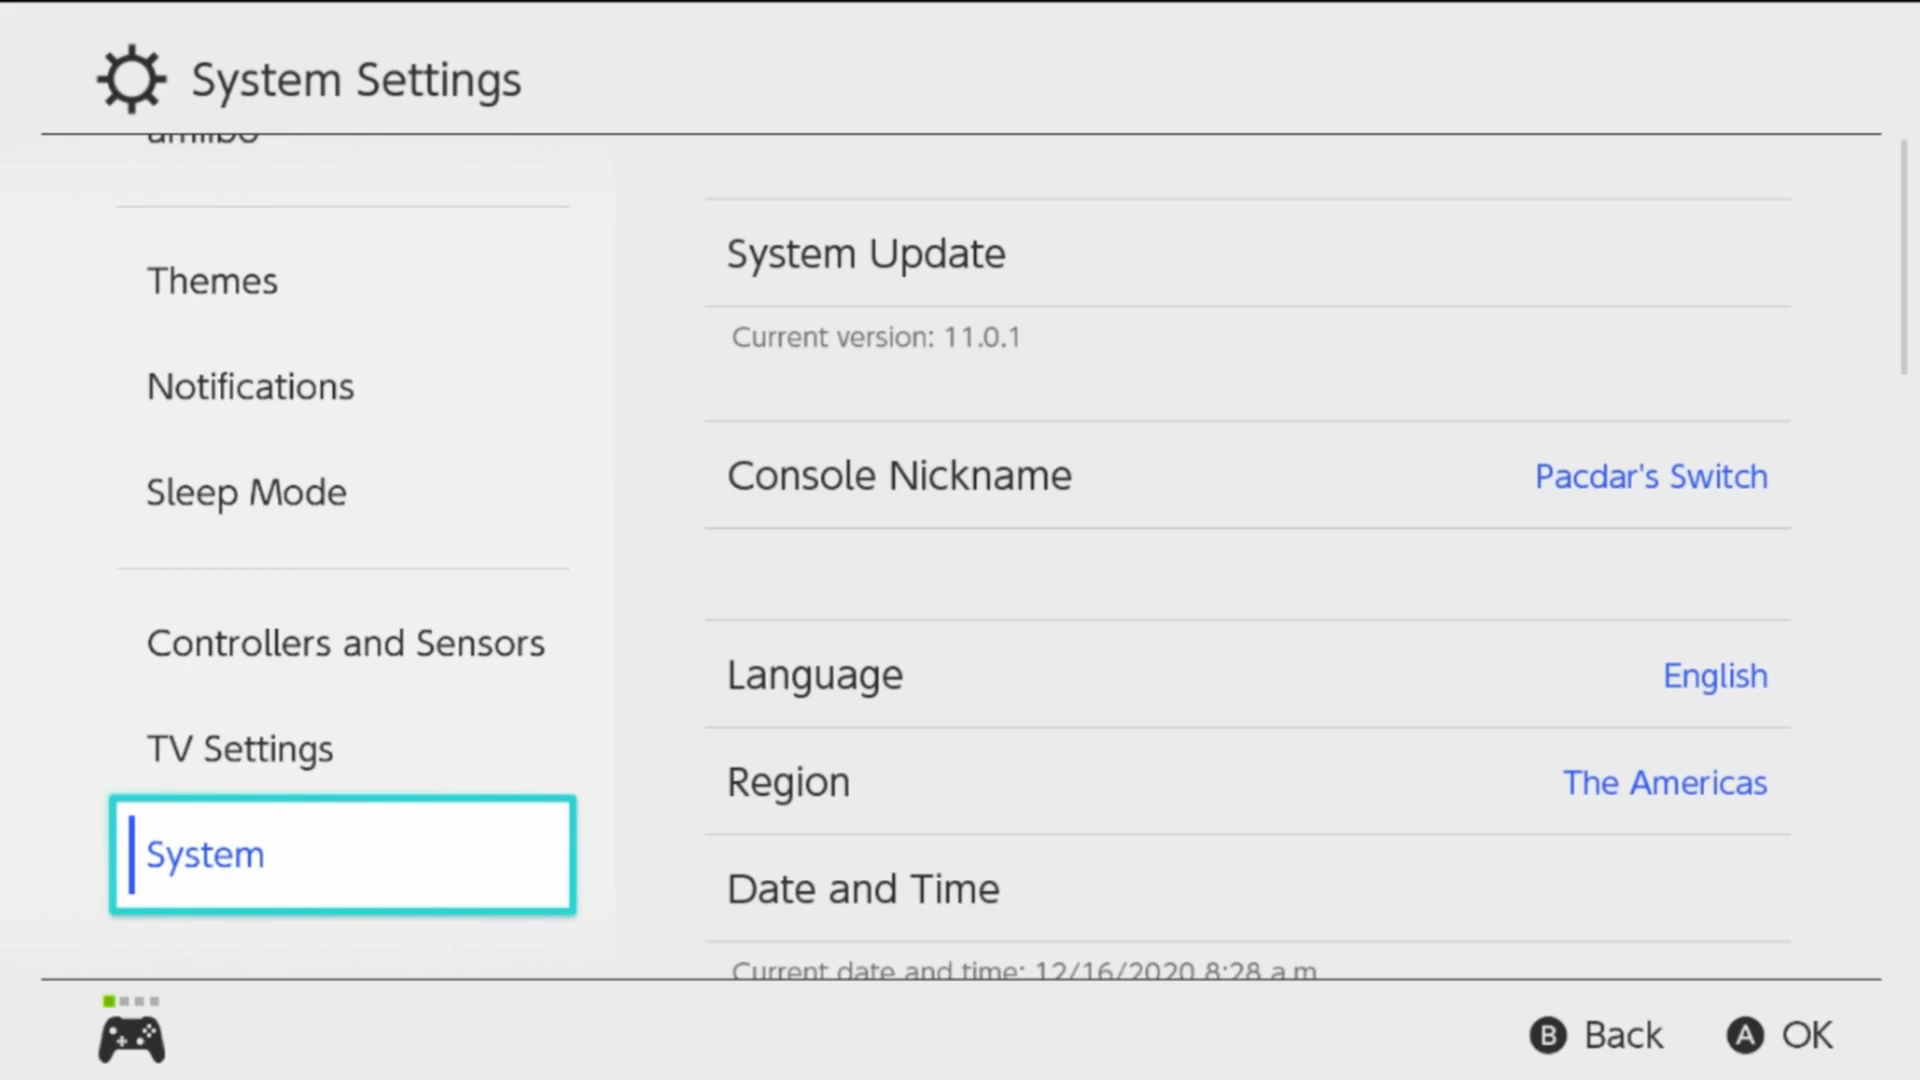 System Settings
amiibo
Themes
Notifications
Sleep Mode
Controllers and Sensors
TV Settings
System
System Update
Current version: 11.0.1
Console Nickname Pacdar's Switch
Language English
Region The Americas
Date and Time
Current date and time: 12/16/2020 8:28 a.m
B Back A OK